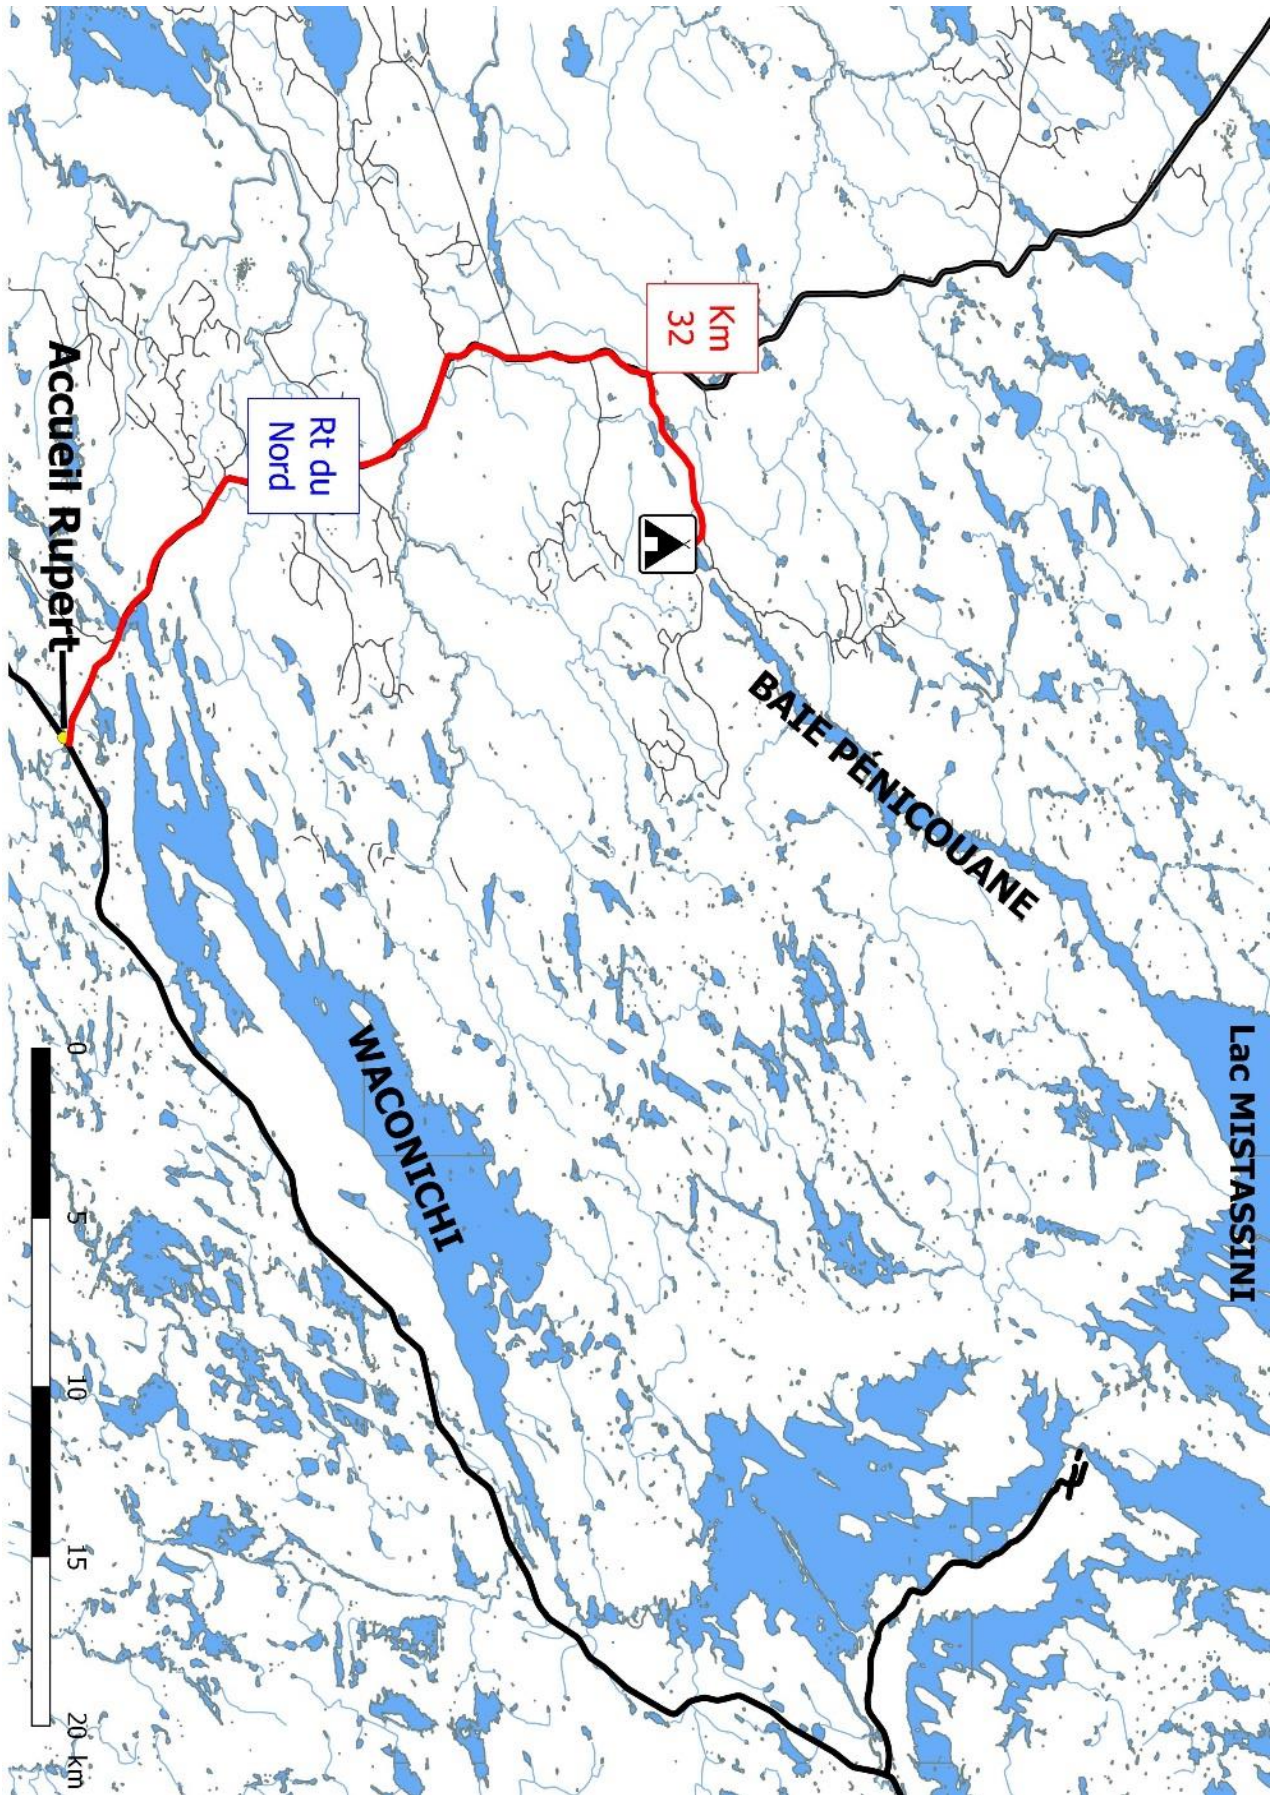 Km
32
Rt du
Nord
Accueil Rupert
BAIE PÉNICOUANE
Lac MISTASSINI
WACONICHI
0 5 10 15 20 km